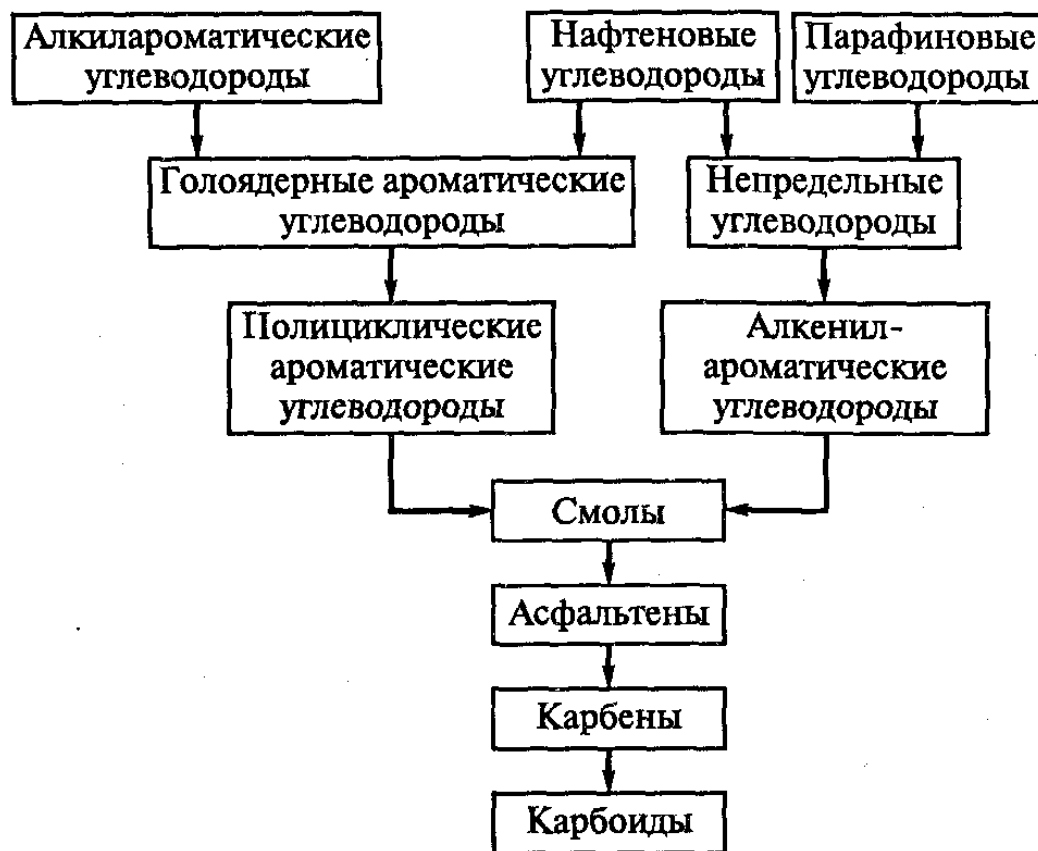 Алкилароматические
углеводороды
Нафтеновые
углеводороды
Парафиновые
углеводороды
Голоядерные ароматические
углеводороды
Непредельные
углеводороды
Полициклические
ароматические
углеводороды
Алкенил-
ароматические
углеводороды
Смолы
Асфальтены
Карбены
Карбоиды